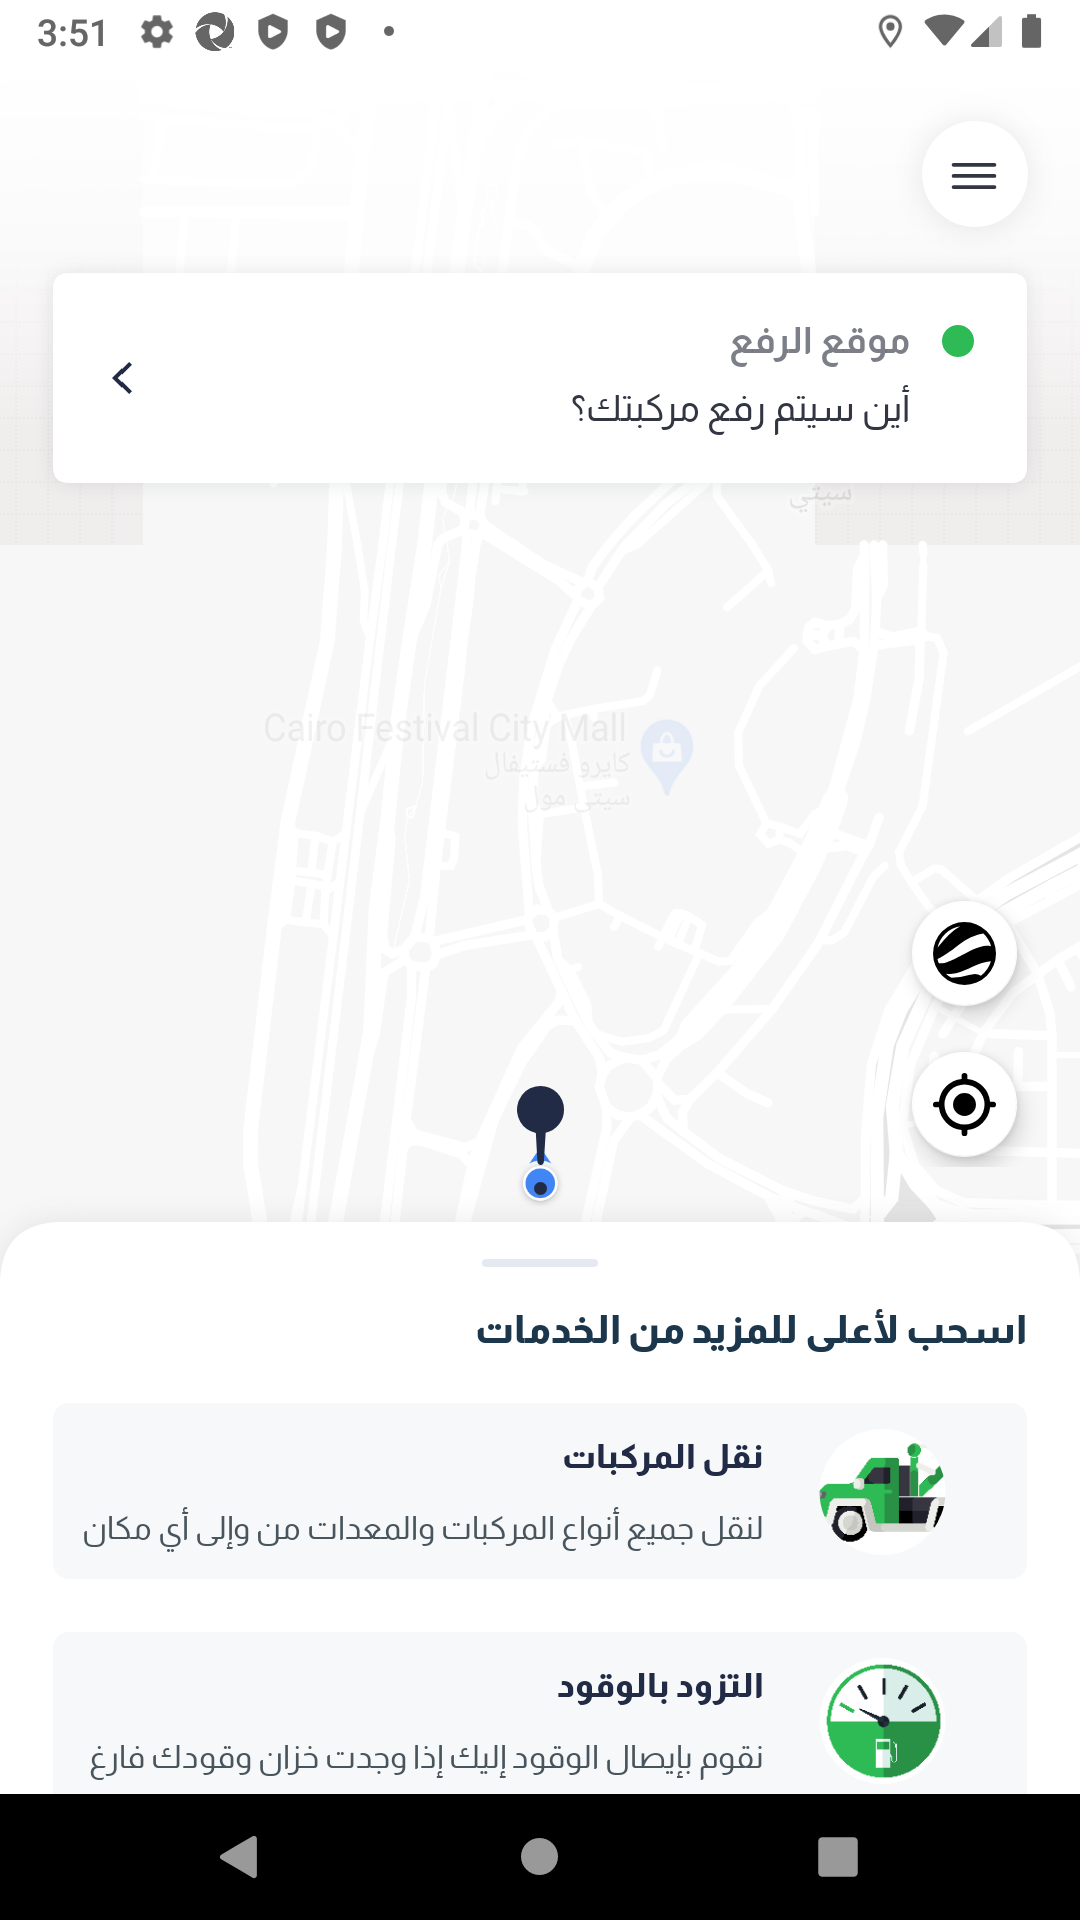 3:51
موقع الرفع
أين سيتم رفع مركبتك؟
سيتي
Cairo Festival City Mall
كايرو فستيفال
سيتي مول
اسحب لأعلى للمزيد من الخدمات
نقل المركبات
لنقل جميع أنواع المركبات والمعدات من وإلى أي مكان
التزود بالوقود
نقوم بإيصال الوقود إليك إذا وجدت خزان وقودك فارغ